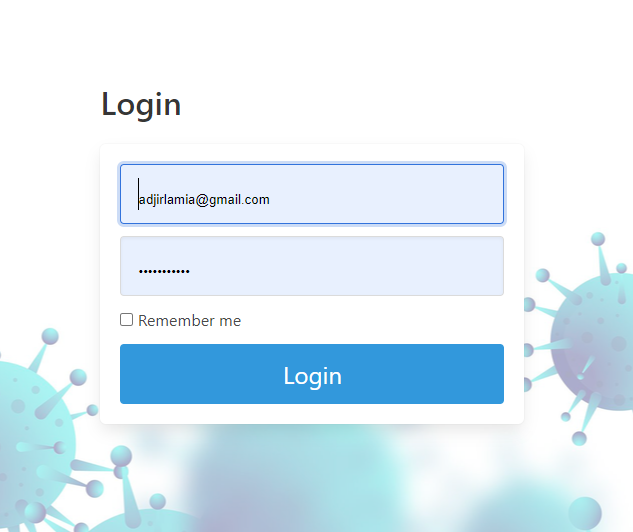 Login
adjirlamia@gmail.com
•••••••••••
Remember me
Login